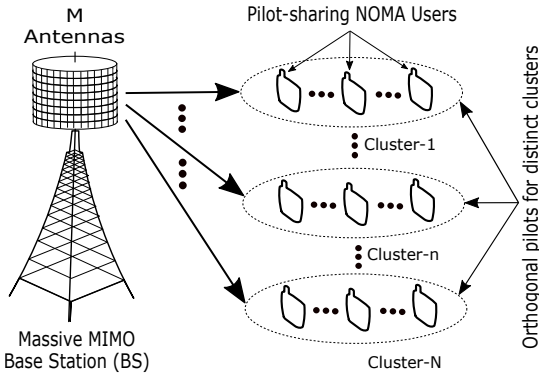 M
Antennas
Pilot-sharing NOMA Users
Cluster-1
Cluster-n
Cluster-N
Massive MIMO
Base Station (BS)
Orthogonal pilots for distinct clusters